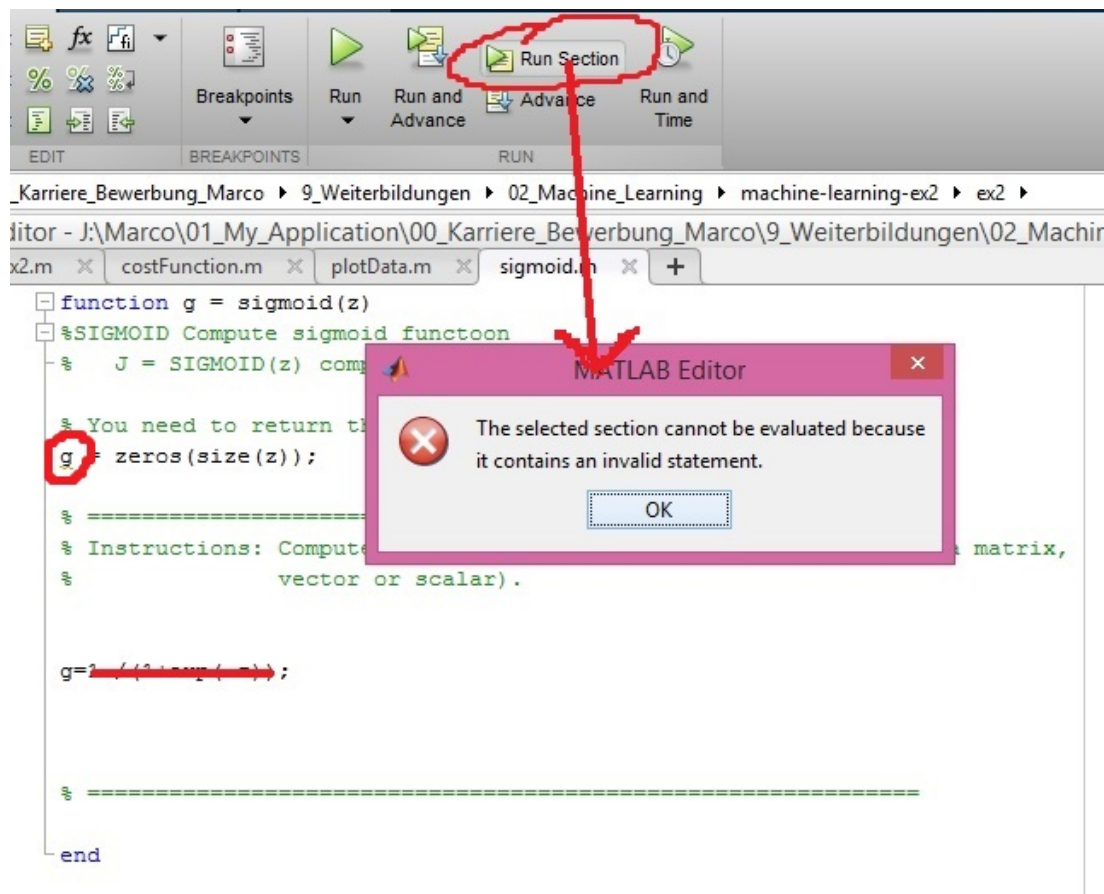 fx
Breakpoints
Run
Run and
Advance
Run Section
Advance
Run and
Time
EDIT
BREAKPOINTS
RUN
_Karriere_Bewerbung_Marco ▸ 9_Weiterbildungen ▸ 02_Machine_Learning ▸ machine-learning-ex2 ▸ ex2 ▸
ditor - J:\Marco\01_My_Application\00_Karriere_Bewerbung_Marco\9_Weiterbildungen\02_Machin
x2.m
costFunction.m
plotData.m
sigmoid.m
function g = sigmoid(z)
%SIGMOID Compute sigmoid functoon
%   J = SIGMOID(z) comp
% You need to return th
g = zeros(size(z));
% ====================
% Instructions: Compute
a matrix,
%               vector or scalar).
g=
;
% =============================================================
end
MATLAB Editor
The selected section cannot be evaluated because
it contains an invalid statement.
OK